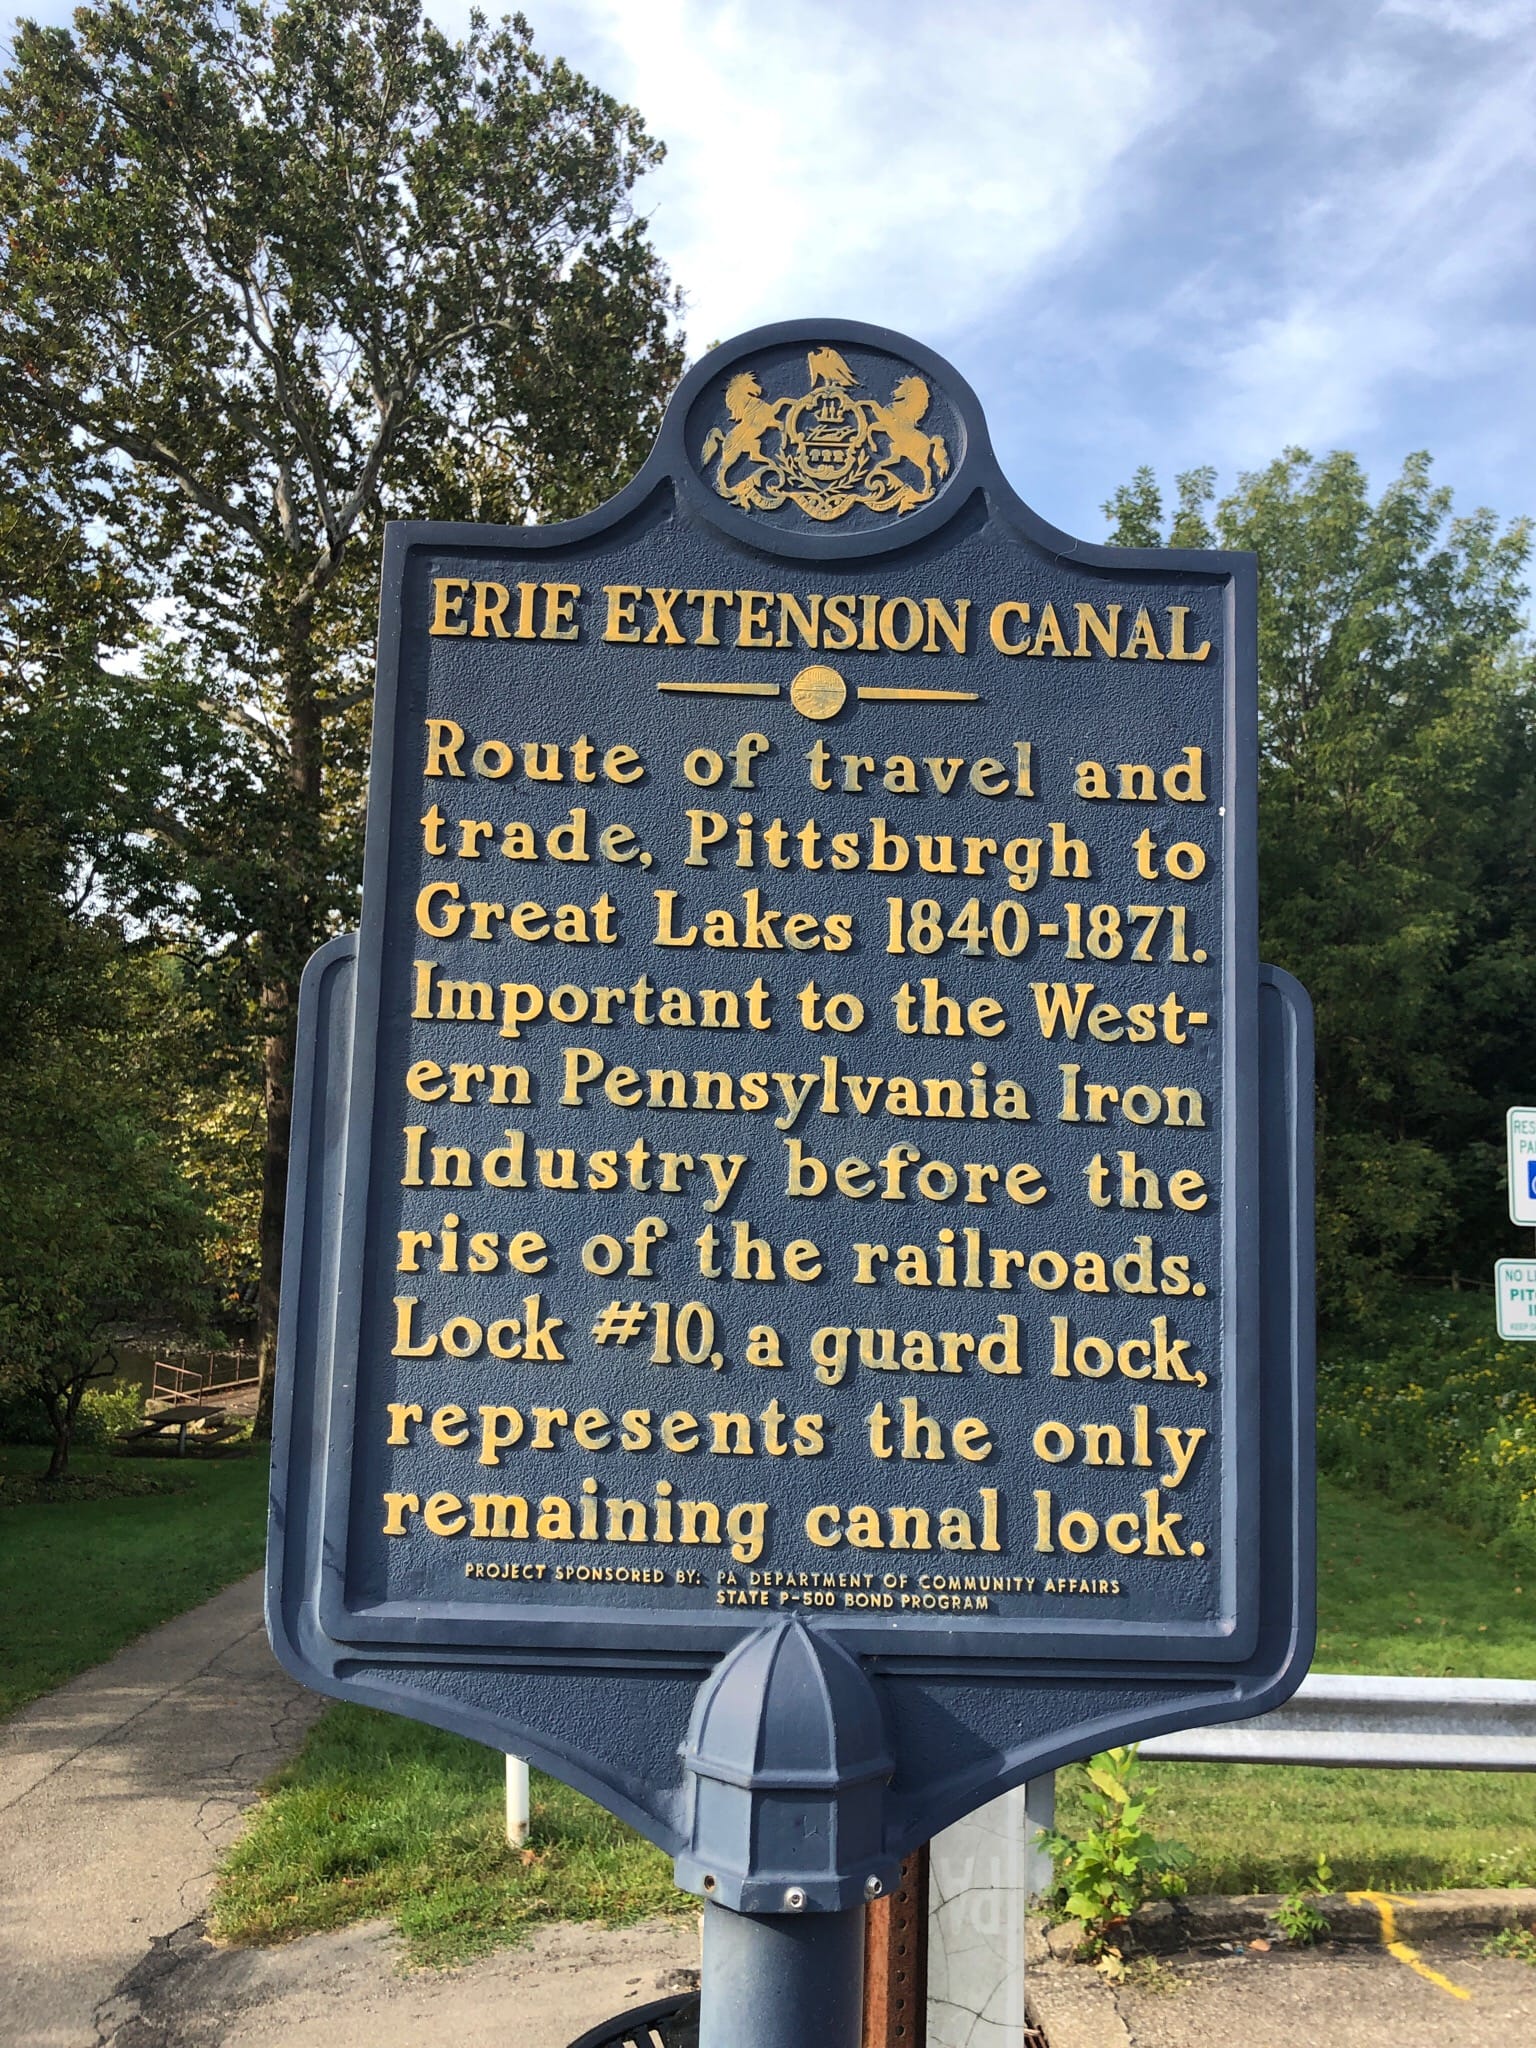 ERIE EXTENSION CANAL
Route of travel and
trade, Pittsburgh to
Great Lakes 1840-1871.
Important to the West-
ern Pennsylvania Iron
Industry before the
rise of the railroads.
Lock #10, a guard lock,
represents the only
remaining canal lock.
PROJECT SPONSORED BY: PA DEPARTMENT OF COMMUNITY AFFAIRS
STATE P-500 BOND PROGRAM